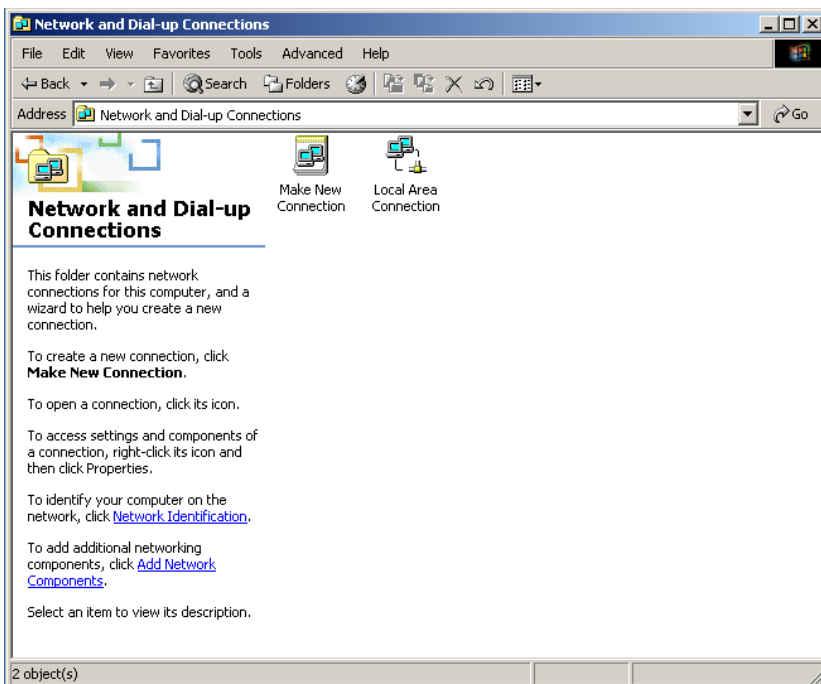 Network and Dial-up Connections
File Edit View Favorites Tools Advanced Help
Back Search Folders
Address Network and Dial-up Connections Go
Make New
Connection
Local Area
Connection
Network and Dial-up
Connections
This folder contains network
connections for this computer, and a
wizard to help you create a new
connection.
To create a new connection, click
Make New Connection.
To open a connection, click its icon.
To access settings and components of
a connection, right-click its icon and
then click Properties.
To identify your computer on the
network, click Network Identification.
To add additional networking
components, click Add Network
Components.
Select an item to view its description.
2 object(s)